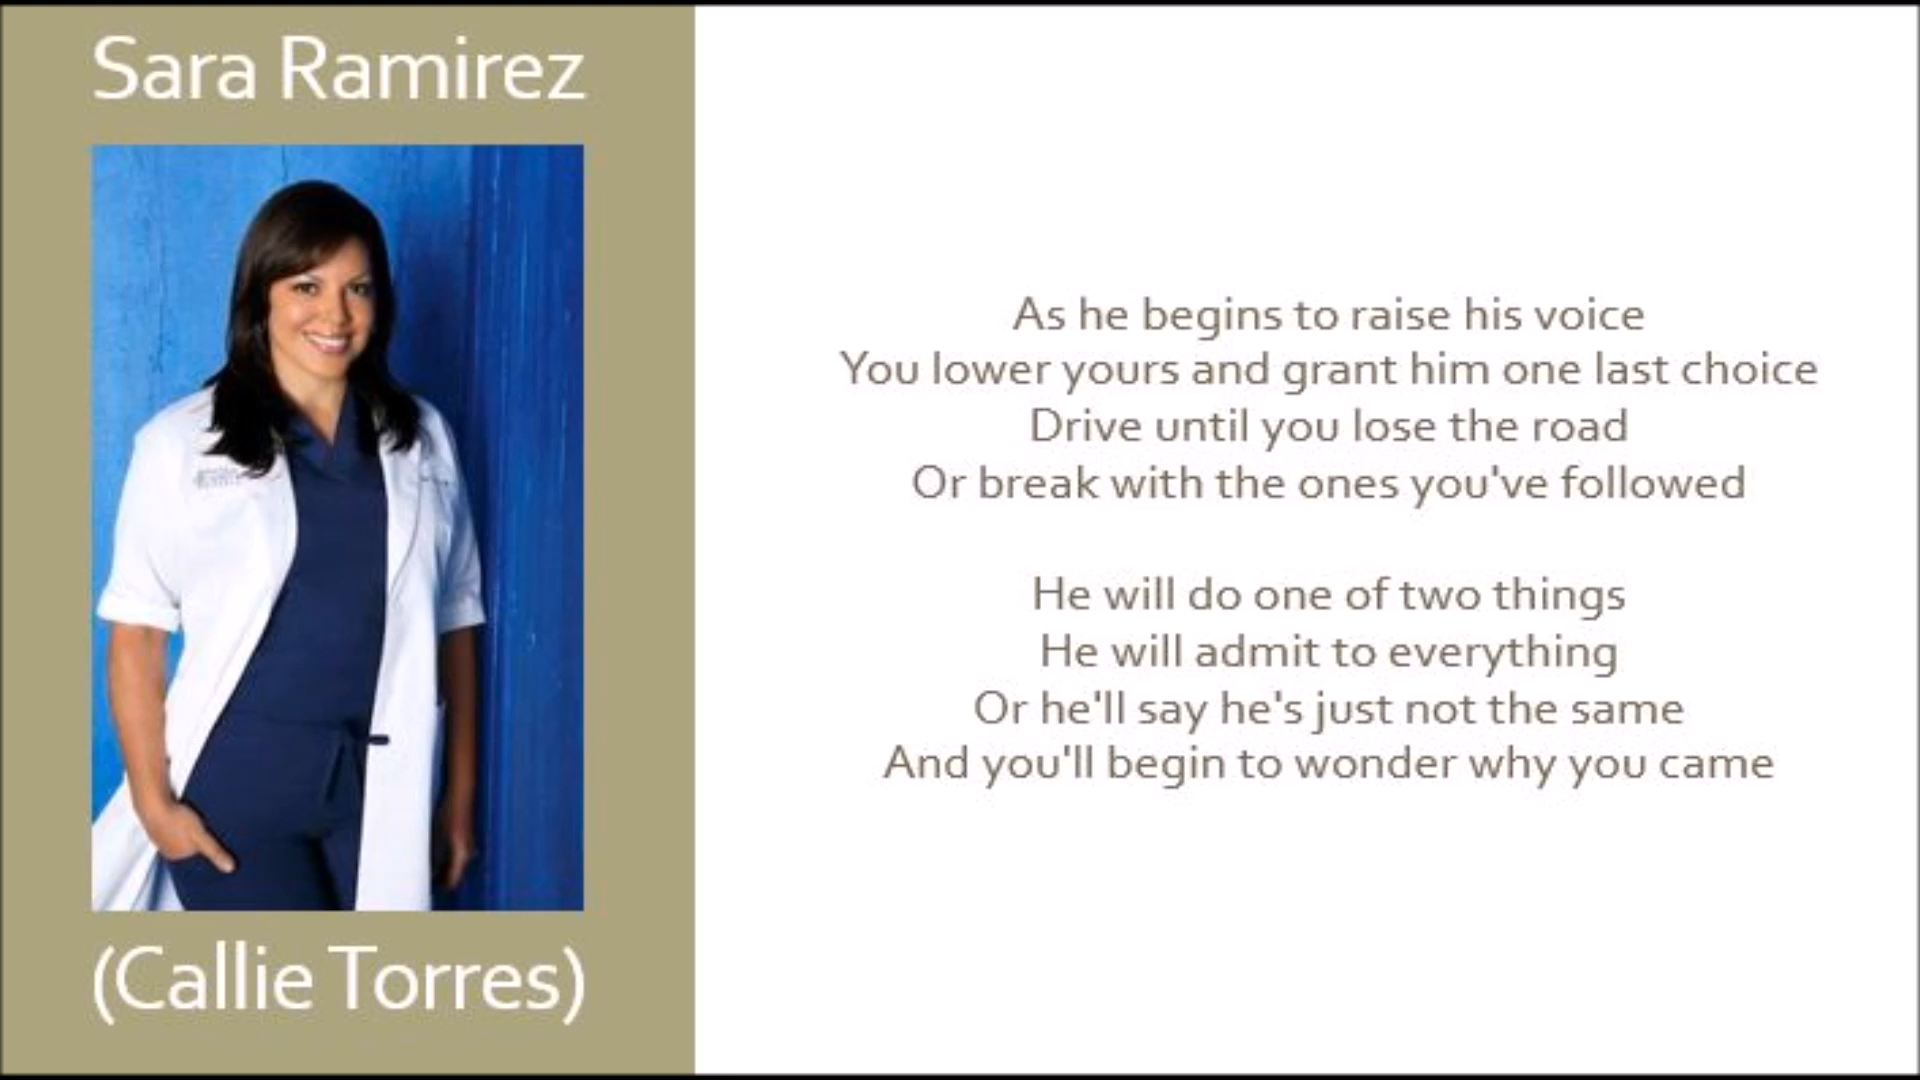 Sara Ramirez
(Callie Torres)
As he begins to raise his voice
You lower yours and grant him one last choice
Drive until you lose the road
Or break with the ones you've followed
He will do one of two things
He will admit to everything
Or he'll say he's just not the same
And you'll begin to wonder why you came